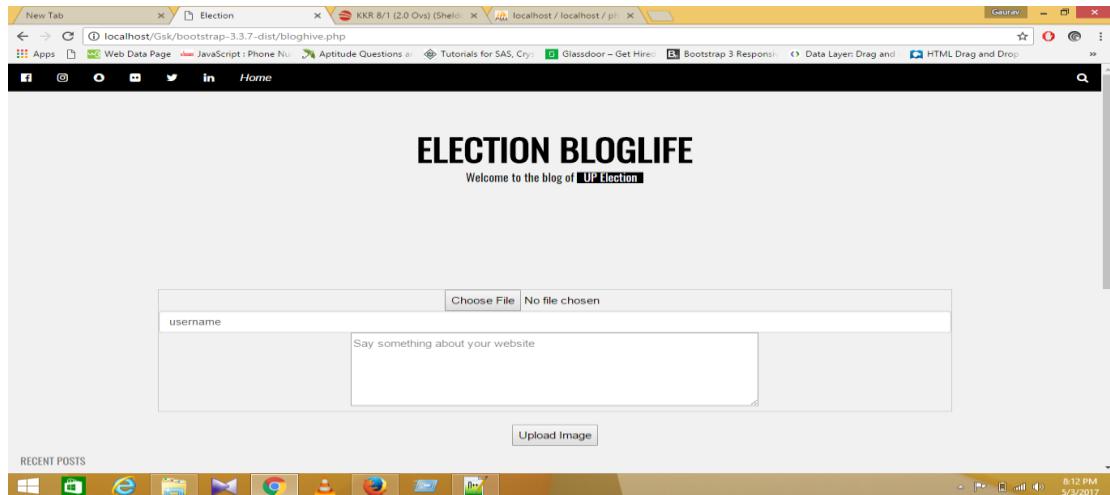 New Tab
Election
KKR 8/1 (2.0 Ovs) (Sheld
localhost / localhost / ph
Gaurav
localhost/Gsk/bootstrap-3.3.7-dist/bloghive.php
Apps
Web Data Page
JavaScript : Phone Nu
Aptitude Questions a
Tutorials for SAS, Cry
Glassdoor – Get Hired
Bootstrap 3 Responsiv
Data Layer: Drag and
HTML Drag and Drop
»
in Home
ELECTION BLOGLIFE
Welcome to the blog of UP Election
Choose File No file chosen
username
Say something about your website
Upload Image
RECENT POSTS
8:12 PM
5/3/2017